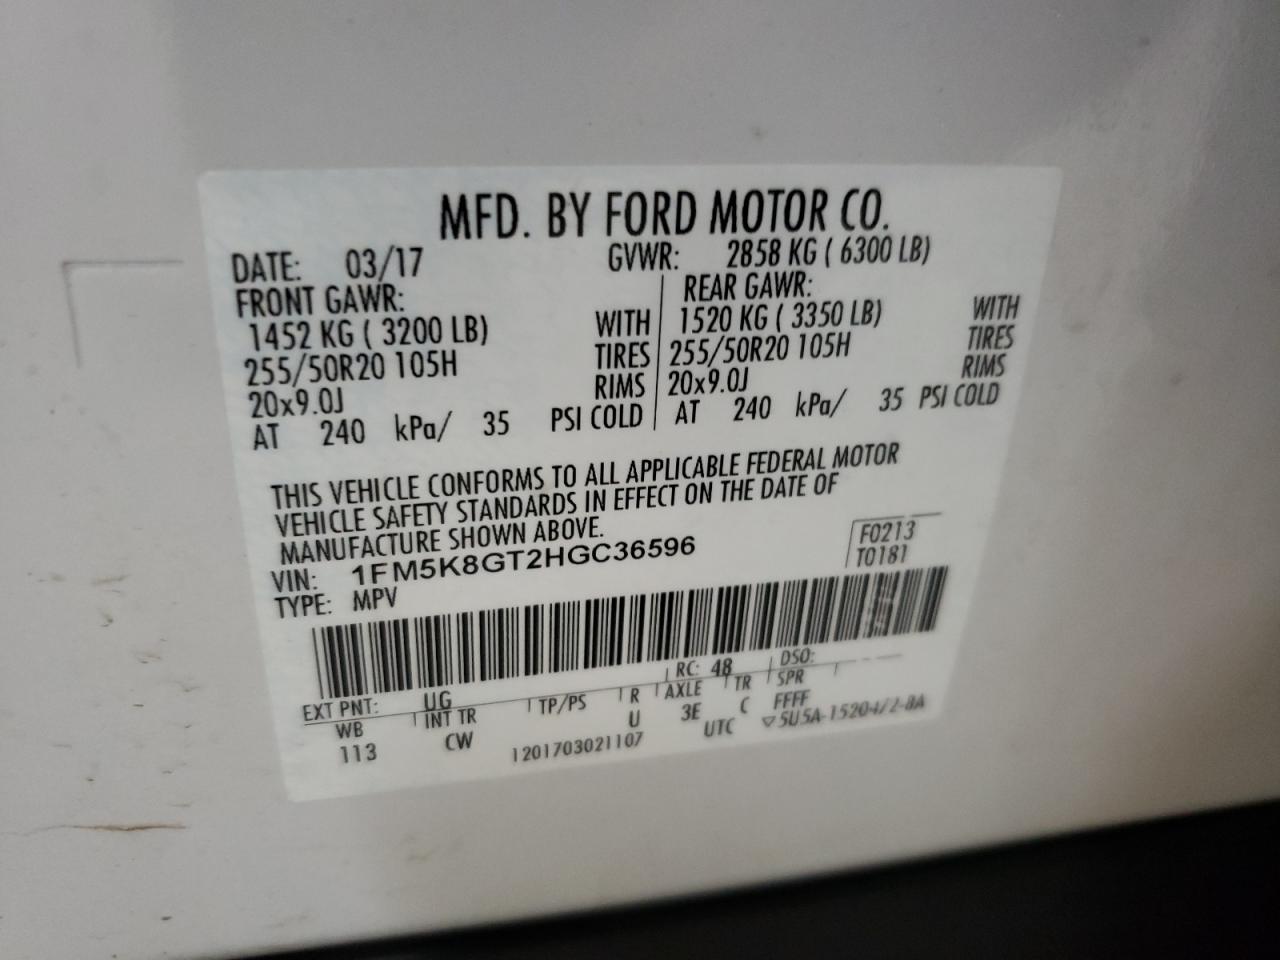 MFD. BY FORD MOTOR CO.
DATE: 03/17 GVWR: 2858 KG ( 6300 LB)
FRONT GAWR: REAR GAWR:
1452 KG ( 3200 LB) WITH 1520 KG ( 3350 LB) WITH
255/50R20 105H TIRES 255/50R20 105H TIRES
20x9.0J RIMS 20x9.0J RIMS
AT 240 kPa/ 35 PSI COLD AT 240 kPa/ 35 PSI COLD
THIS VEHICLE CONFORMS TO ALL APPLICABLE FEDERAL MOTOR
VEHICLE SAFETY STANDARDS IN EFFECT ON THE DATE OF
MANUFACTURE SHOWN ABOVE.
VIN: 1FM5K8GT2HGC36596 F0213
TYPE: MPV T0181
EXT PNT: UG RC: 48 DSO:
WB INT TR TP/PS R AXLE TR SPR
113 CW U 3E C FFFF
1201703021107 UTC ▽5U5A-15204/2-BA